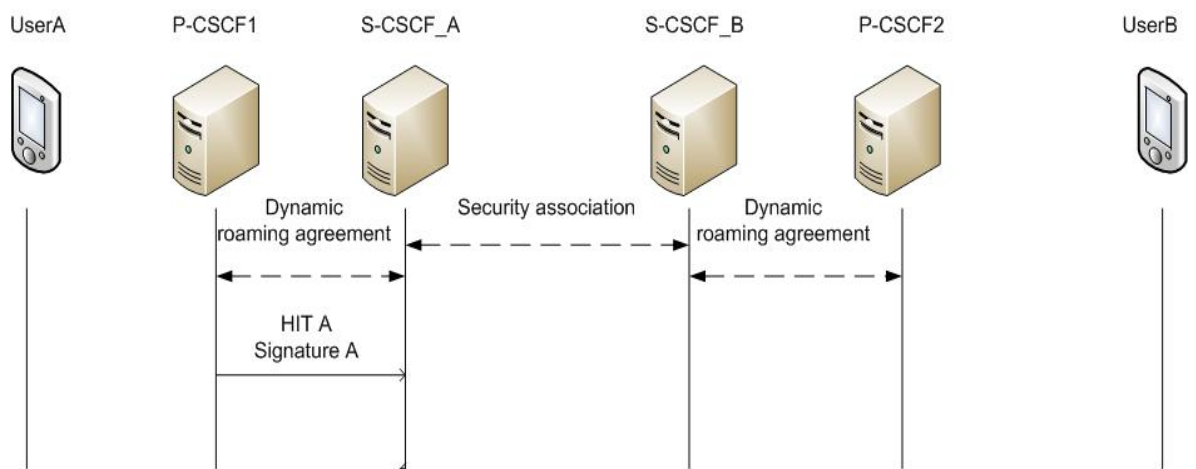 UserA
P-CSCF1
S-CSCF_A
S-CSCF_B
P-CSCF2
UserB
Dynamic
roaming agreement
Security association
Dynamic
roaming agreement
HIT A
Signature A